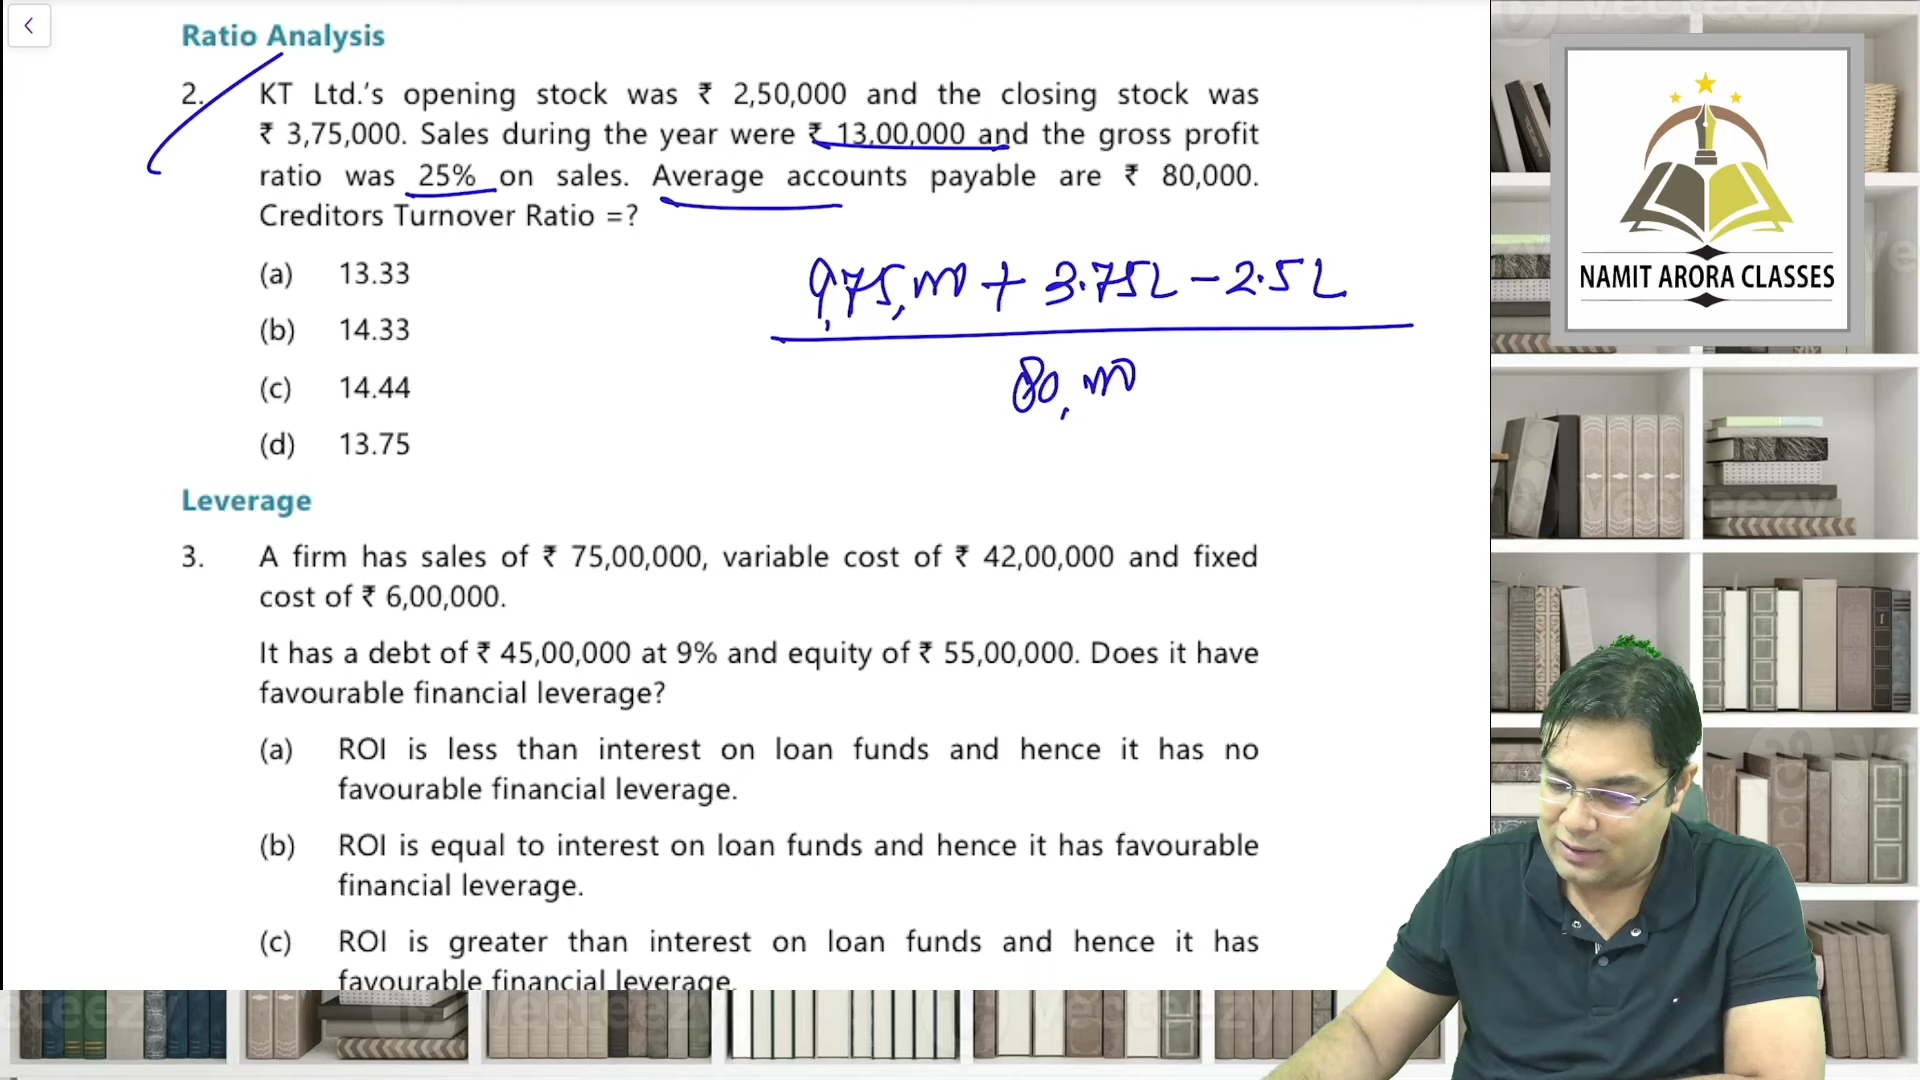 Ratio Analysis
2. KT Ltd.’s opening stock was ₹ 2,50,000 and the closing stock was
₹ 3,75,000. Sales during the year were ₹ 13,00,000 and the gross profit
ratio was 25% on sales. Average accounts payable are ₹ 80,000.
Creditors Turnover Ratio =?
(a) 13.33
(b) 14.33
(c) 14.44
(d) 13.75
9,75,000 + 3.75L - 2.5L
80,000
Leverage
3. A firm has sales of ₹ 75,00,000, variable cost of ₹ 42,00,000 and fixed
cost of ₹ 6,00,000.
It has a debt of ₹ 45,00,000 at 9% and equity of ₹ 55,00,000. Does it have
favourable financial leverage?
(a) ROI is less than interest on loan funds and hence it has no
favourable financial leverage.
(b) ROI is equal to interest on loan funds and hence it has favourable
financial leverage.
(c) ROI is greater than interest on loan funds and hence it has
favourable financial leverage.
NAMIT ARORA CLASSES